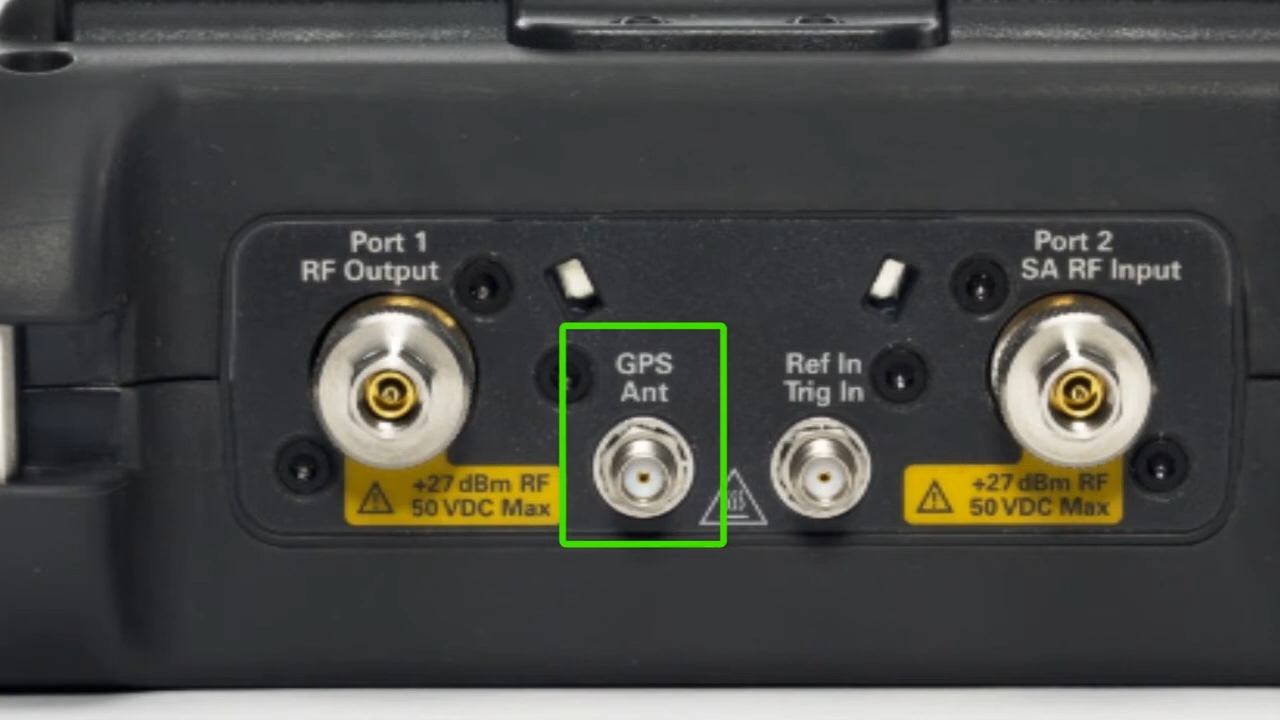 Port 1
RF Output
Port 2
SA RF Input
GPS
Ant
Ref In
Trig In
+27 dBm RF
50 VDC Max
+27 dBm RF
50 VDC Max